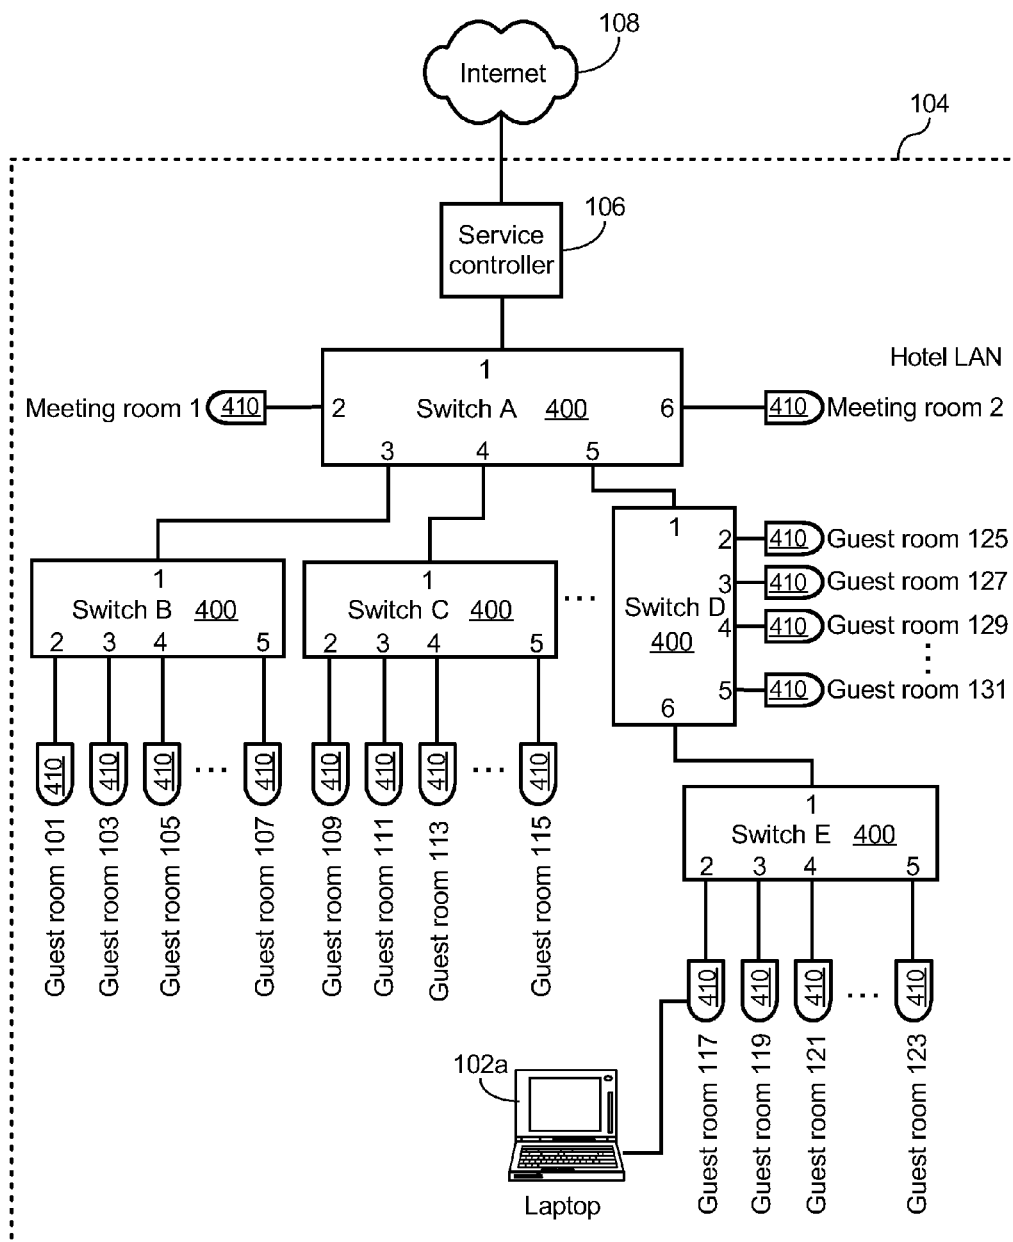 108
Internet
104
106
Service
controller
Hotel LAN
1
Meeting room 1 410 2 Switch A 400 6 410 Meeting room 2
3 4 5
1
2 410 Guest room 125
3 410 Guest room 127
Switch D
400
4 410 Guest room 129
5 410 Guest room 131
6
1
Switch B 400
2 3 4 5
1
Switch C 400
2 3 4 5
...
410 410 410 ... 410
410 410 410 ... 410
Guest room 101
Guest room 103
Guest room 105
Guest room 107
Guest room 109
Guest room 111
Guest room 113
Guest room 115
1
Switch E 400
2 3 4 5
410 410 410 ... 410
Guest room 117
Guest room 119
Guest room 121
Guest room 123
102a
Laptop